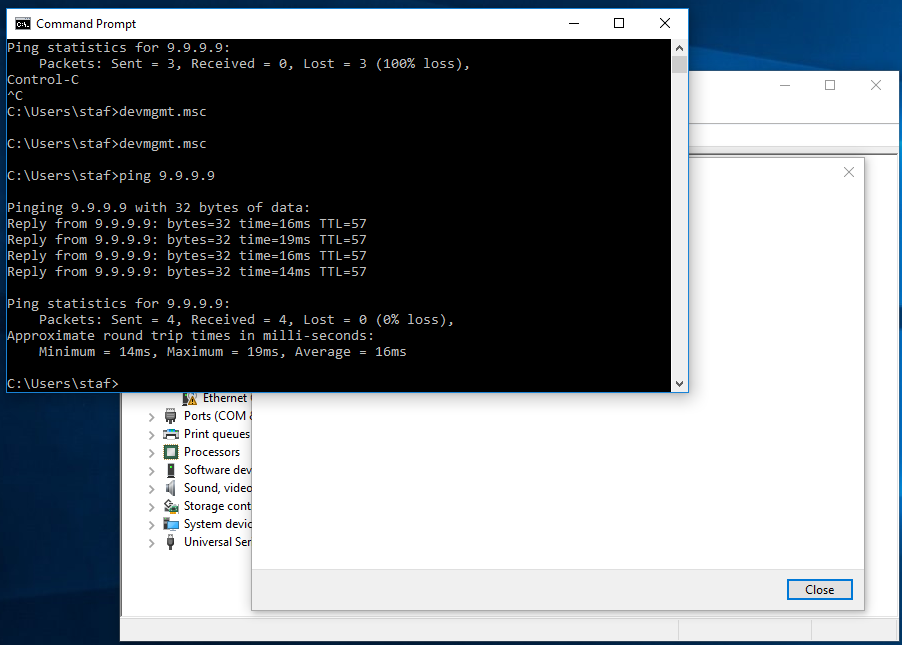 Command Prompt
Ping statistics for 9.9.9.9:
    Packets: Sent = 3, Received = 0, Lost = 3 (100% loss),
Control-C
^C
C:\Users\staf>devmgmt.msc
C:\Users\staf>devmgmt.msc
C:\Users\staf>ping 9.9.9.9
Pinging 9.9.9.9 with 32 bytes of data:
Reply from 9.9.9.9: bytes=32 time=16ms TTL=57
Reply from 9.9.9.9: bytes=32 time=19ms TTL=57
Reply from 9.9.9.9: bytes=32 time=16ms TTL=57
Reply from 9.9.9.9: bytes=32 time=14ms TTL=57
Ping statistics for 9.9.9.9:
    Packets: Sent = 4, Received = 4, Lost = 0 (0% loss),
Approximate round trip times in milli-seconds:
    Minimum = 14ms, Maximum = 19ms, Average = 16ms
C:\Users\staf>
Ethernet
Ports (COM &
Print queues
Processors
Software dev
Sound, video
Storage cont
System devic
Universal Ser
Close